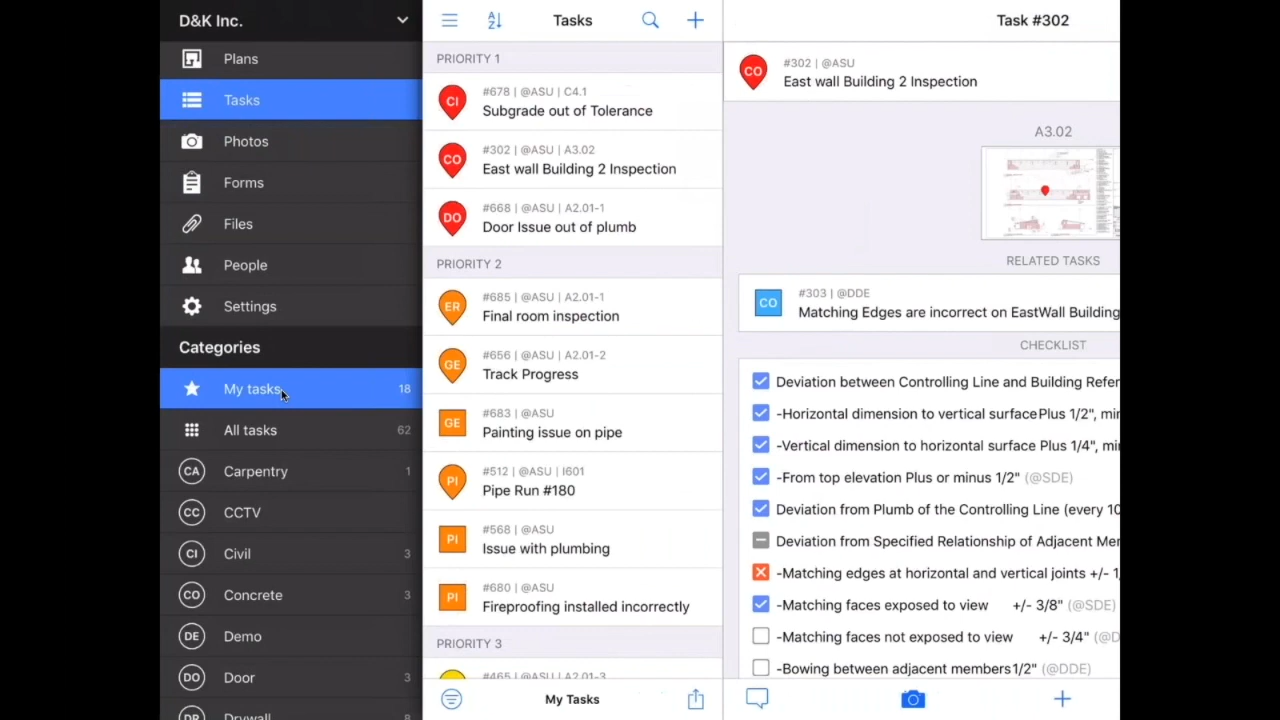 D&K Inc.
Plans
Tasks
Photos
Forms
Files
People
Settings
Categories
My tasks 18
All tasks 62
CA Carpentry 1
CC CCTV
CI Civil 3
CO Concrete 3
DE Demo
DO Door 3
DR Drywall 8
A Z Tasks
PRIORITY 1
CI #678 | @ASU | C4.1
Subgrade out of Tolerance
CO #302 | @ASU | A3.02
East wall Building 2 Inspection
DO #668 | @ASU | A2.01-1
Door Issue out of plumb
PRIORITY 2
ER #685 | @ASU | A2.01-1
Final room inspection
GE #656 | @ASU | A2.01-2
Track Progress
GE #683 | @ASU
Painting issue on pipe
PI #512 | @ASU | I601
Pipe Run #180
PI #568 | @ASU
Issue with plumbing
PI #680 | @ASU
Fireproofing installed incorrectly
PRIORITY 3
#465 | @ASU | A2.01-3
My Tasks
Task #302
CO #302 | @ASU
East wall Building 2 Inspection
A3.02
RELATED TASKS
CO #303 | @DDE
Matching Edges are incorrect on EastWall Building
CHECKLIST
Deviation between Controlling Line and Building Refer
-Horizontal dimension to vertical surface Plus 1/2", min
-Vertical dimension to horizontal surface Plus 1/4", m
-From top elevation Plus or minus 1/2" (@SDE)
Deviation from Plumb of the Controlling Line (every 10
Deviation from Specified Relationship of Adjacent Mer
-Matching edges at horizontal and vertical joints +/- 1
-Matching faces exposed to view +/- 3/8" (@SDE)
-Matching faces not exposed to view +/- 3/4" (@D
-Bowing between adjacent members 1/2" (@DDE)